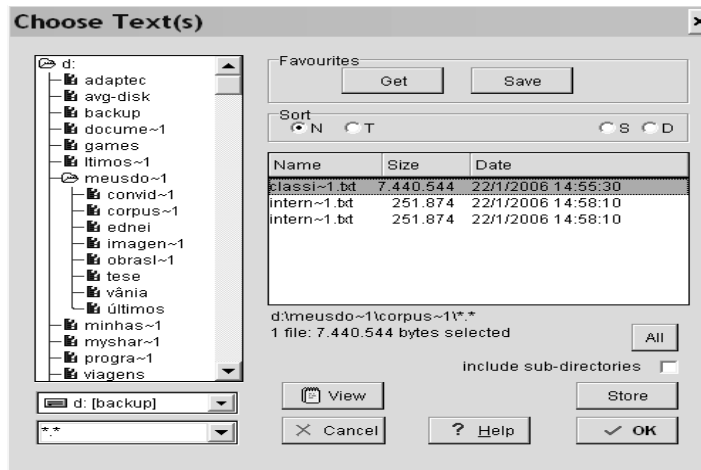 Choose Text(s)
d:
adaptec
avg-disk
backup
docume~1
games
ltimos~1
meusdo~1
convid~1
corpus~1
ednei
imagen~1
obrasl~1
tese
vânia
últimos
minhas~1
myshar~1
progra~1
viagens
d: [backup]
*.*
Favourites
Get Save
Sort
N T S D
Name Size Date
classi~1.txt 7.440.544 22/1/2006 14:55:30
intern~1.txt 251.874 22/1/2006 14:58:10
intern~1.txt 251.874 22/1/2006 14:58:10
d:\meusdo~1\corpus~1\*.*
1 file: 7.440.544 bytes selected
All
include sub-directories
View Store
Cancel ? Help OK